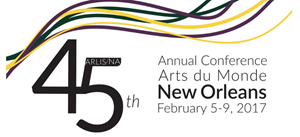 45th
ARLIS/NA
Annual Conference
Arts du Monde
New Orleans
February 5-9, 2017